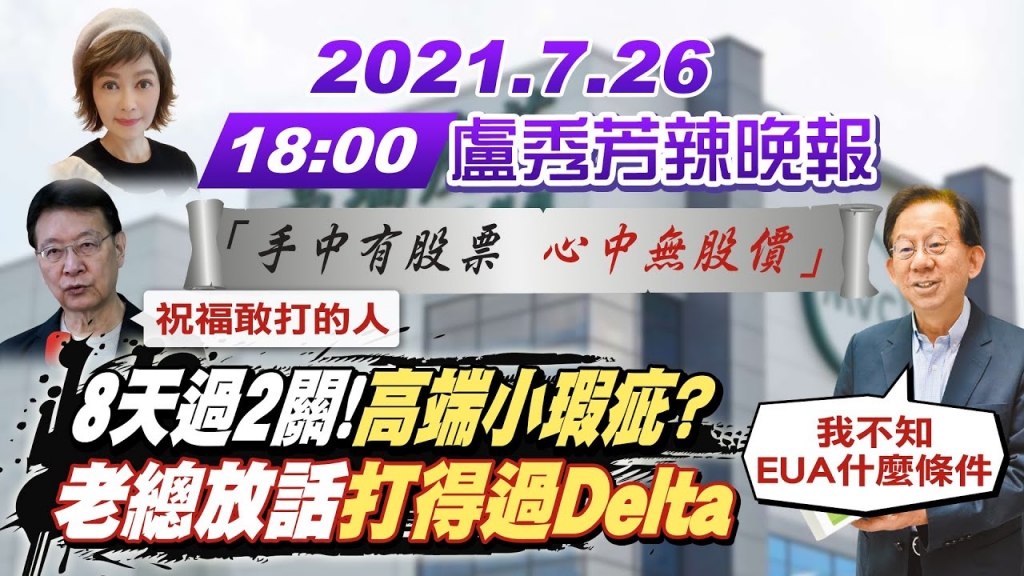 2021.7.26
18:00 盧秀芳辣晚報
「手中有股票 心中無股價」
祝福敢打的人
8天過2關!高端小瑕疵?
老總放話打得過Delta
我不知
EUA什麼條件